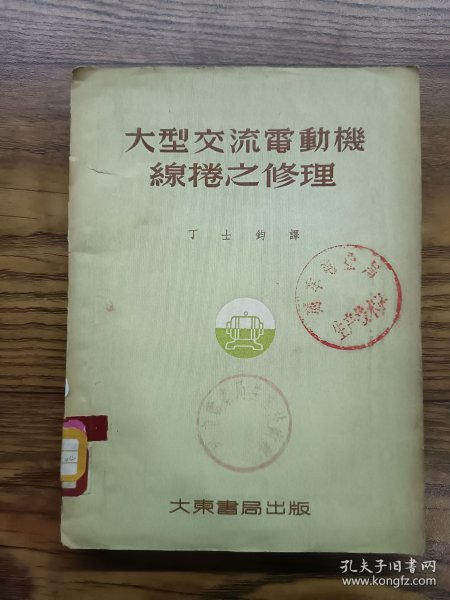 大型交流電動機
線捲之修理
丁士鈞譯
大東書局出版
孔夫子旧书网
www.kongfz.com